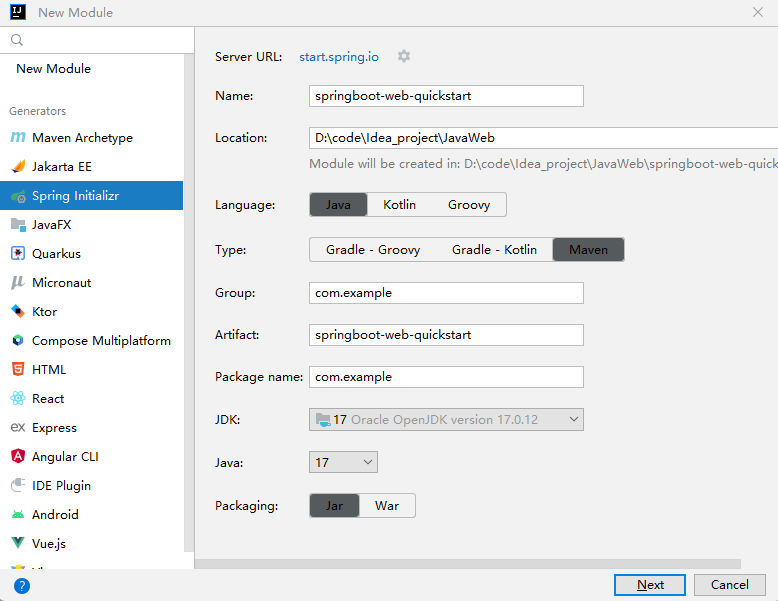 New Module
New Module
Generators
Maven Archetype
Jakarta EE
Spring Initializr
JavaFX
Quarkus
Micronaut
Ktor
Compose Multiplatform
HTML
React
Express
Angular CLI
IDE Plugin
Android
Vue.js
Server URL: start.spring.io
Name: springboot-web-quickstart
Location: D:\code\Idea_project\JavaWeb
Module will be created in: D:\code\Idea_project\JavaWeb\springboot-web-quick
Language: Java Kotlin Groovy
Type: Gradle - Groovy Gradle - Kotlin Maven
Group: com.example
Artifact: springboot-web-quickstart
Package name: com.example
JDK: 17 Oracle OpenJDK version 17.0.12
Java: 17
Packaging: Jar War
? Next Cancel